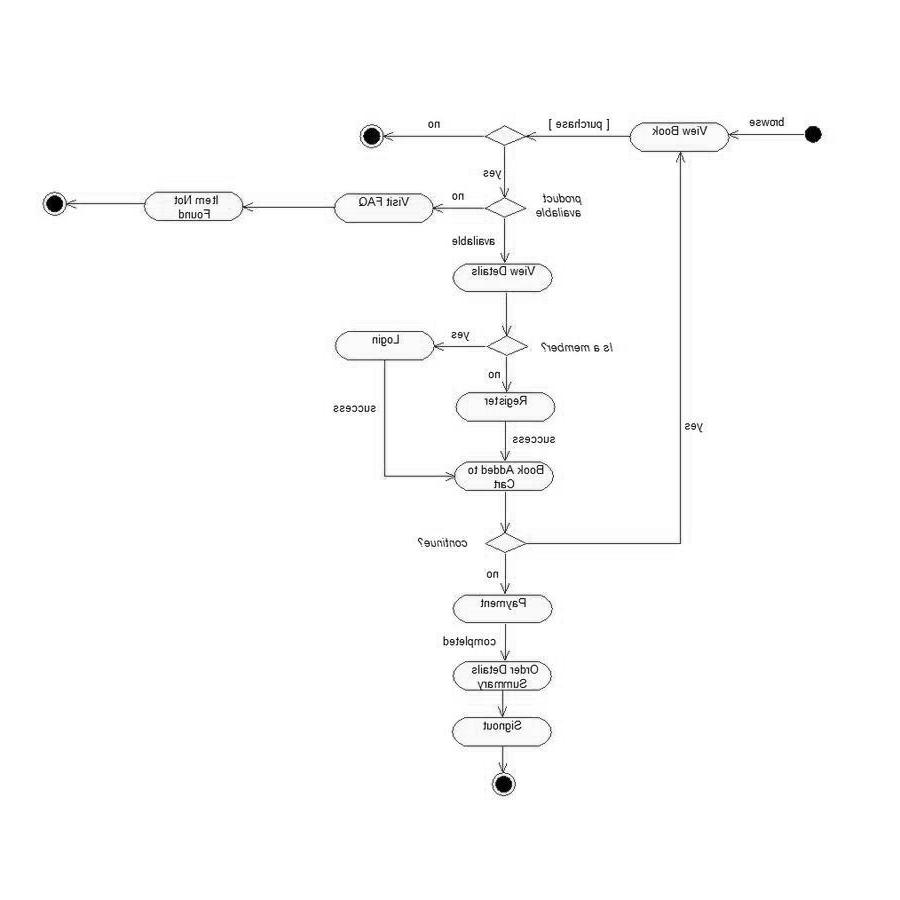 browse
View Book
[ purchase ]
no
yes
product
available
no
Visit FAQ
Item Not
Found
available
View Details
Is a member?
yes
Login
no
Register
success
success
Book Added to
Cart
yes
continue?
no
Payment
completed
Order Details
Summary
Signout